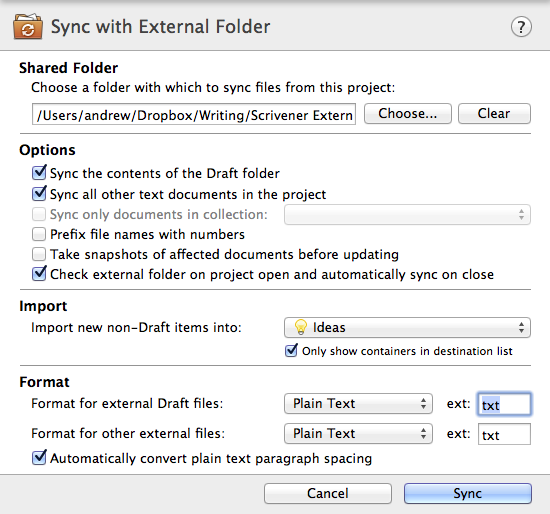 Sync with External Folder
?
Shared Folder
Choose a folder with which to sync files from this project:
/Users/andrew/Dropbox/Writing/Scrivener Extern
Choose...
Clear
Options
Sync the contents of the Draft folder
Sync all other text documents in the project
Sync only documents in collection:
Prefix file names with numbers
Take snapshots of affected documents before updating
Check external folder on project open and automatically sync on close
Import
Import new non-Draft items into:
Ideas
Only show containers in destination list
Format
Format for external Draft files:
Plain Text
ext:
txt
Format for other external files:
Plain Text
ext:
txt
Automatically convert plain text paragraph spacing
Cancel
Sync